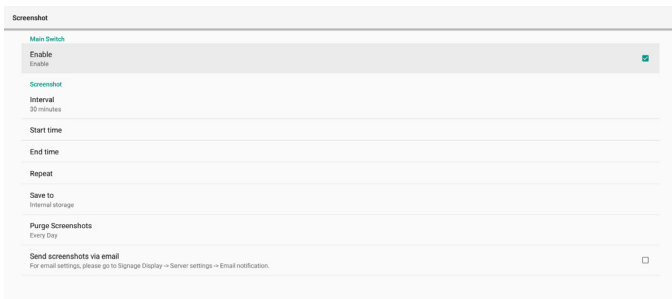 Screenshot
Main Switch
Enable
Enable
Screenshot
Interval
30 minutes
Start time
End time
Repeat
Save to
Internal storage
Purge Screenshots
Every Day
Send screenshots via email
For email settings, please go to Signage Display -> Server settings -> Email notification.